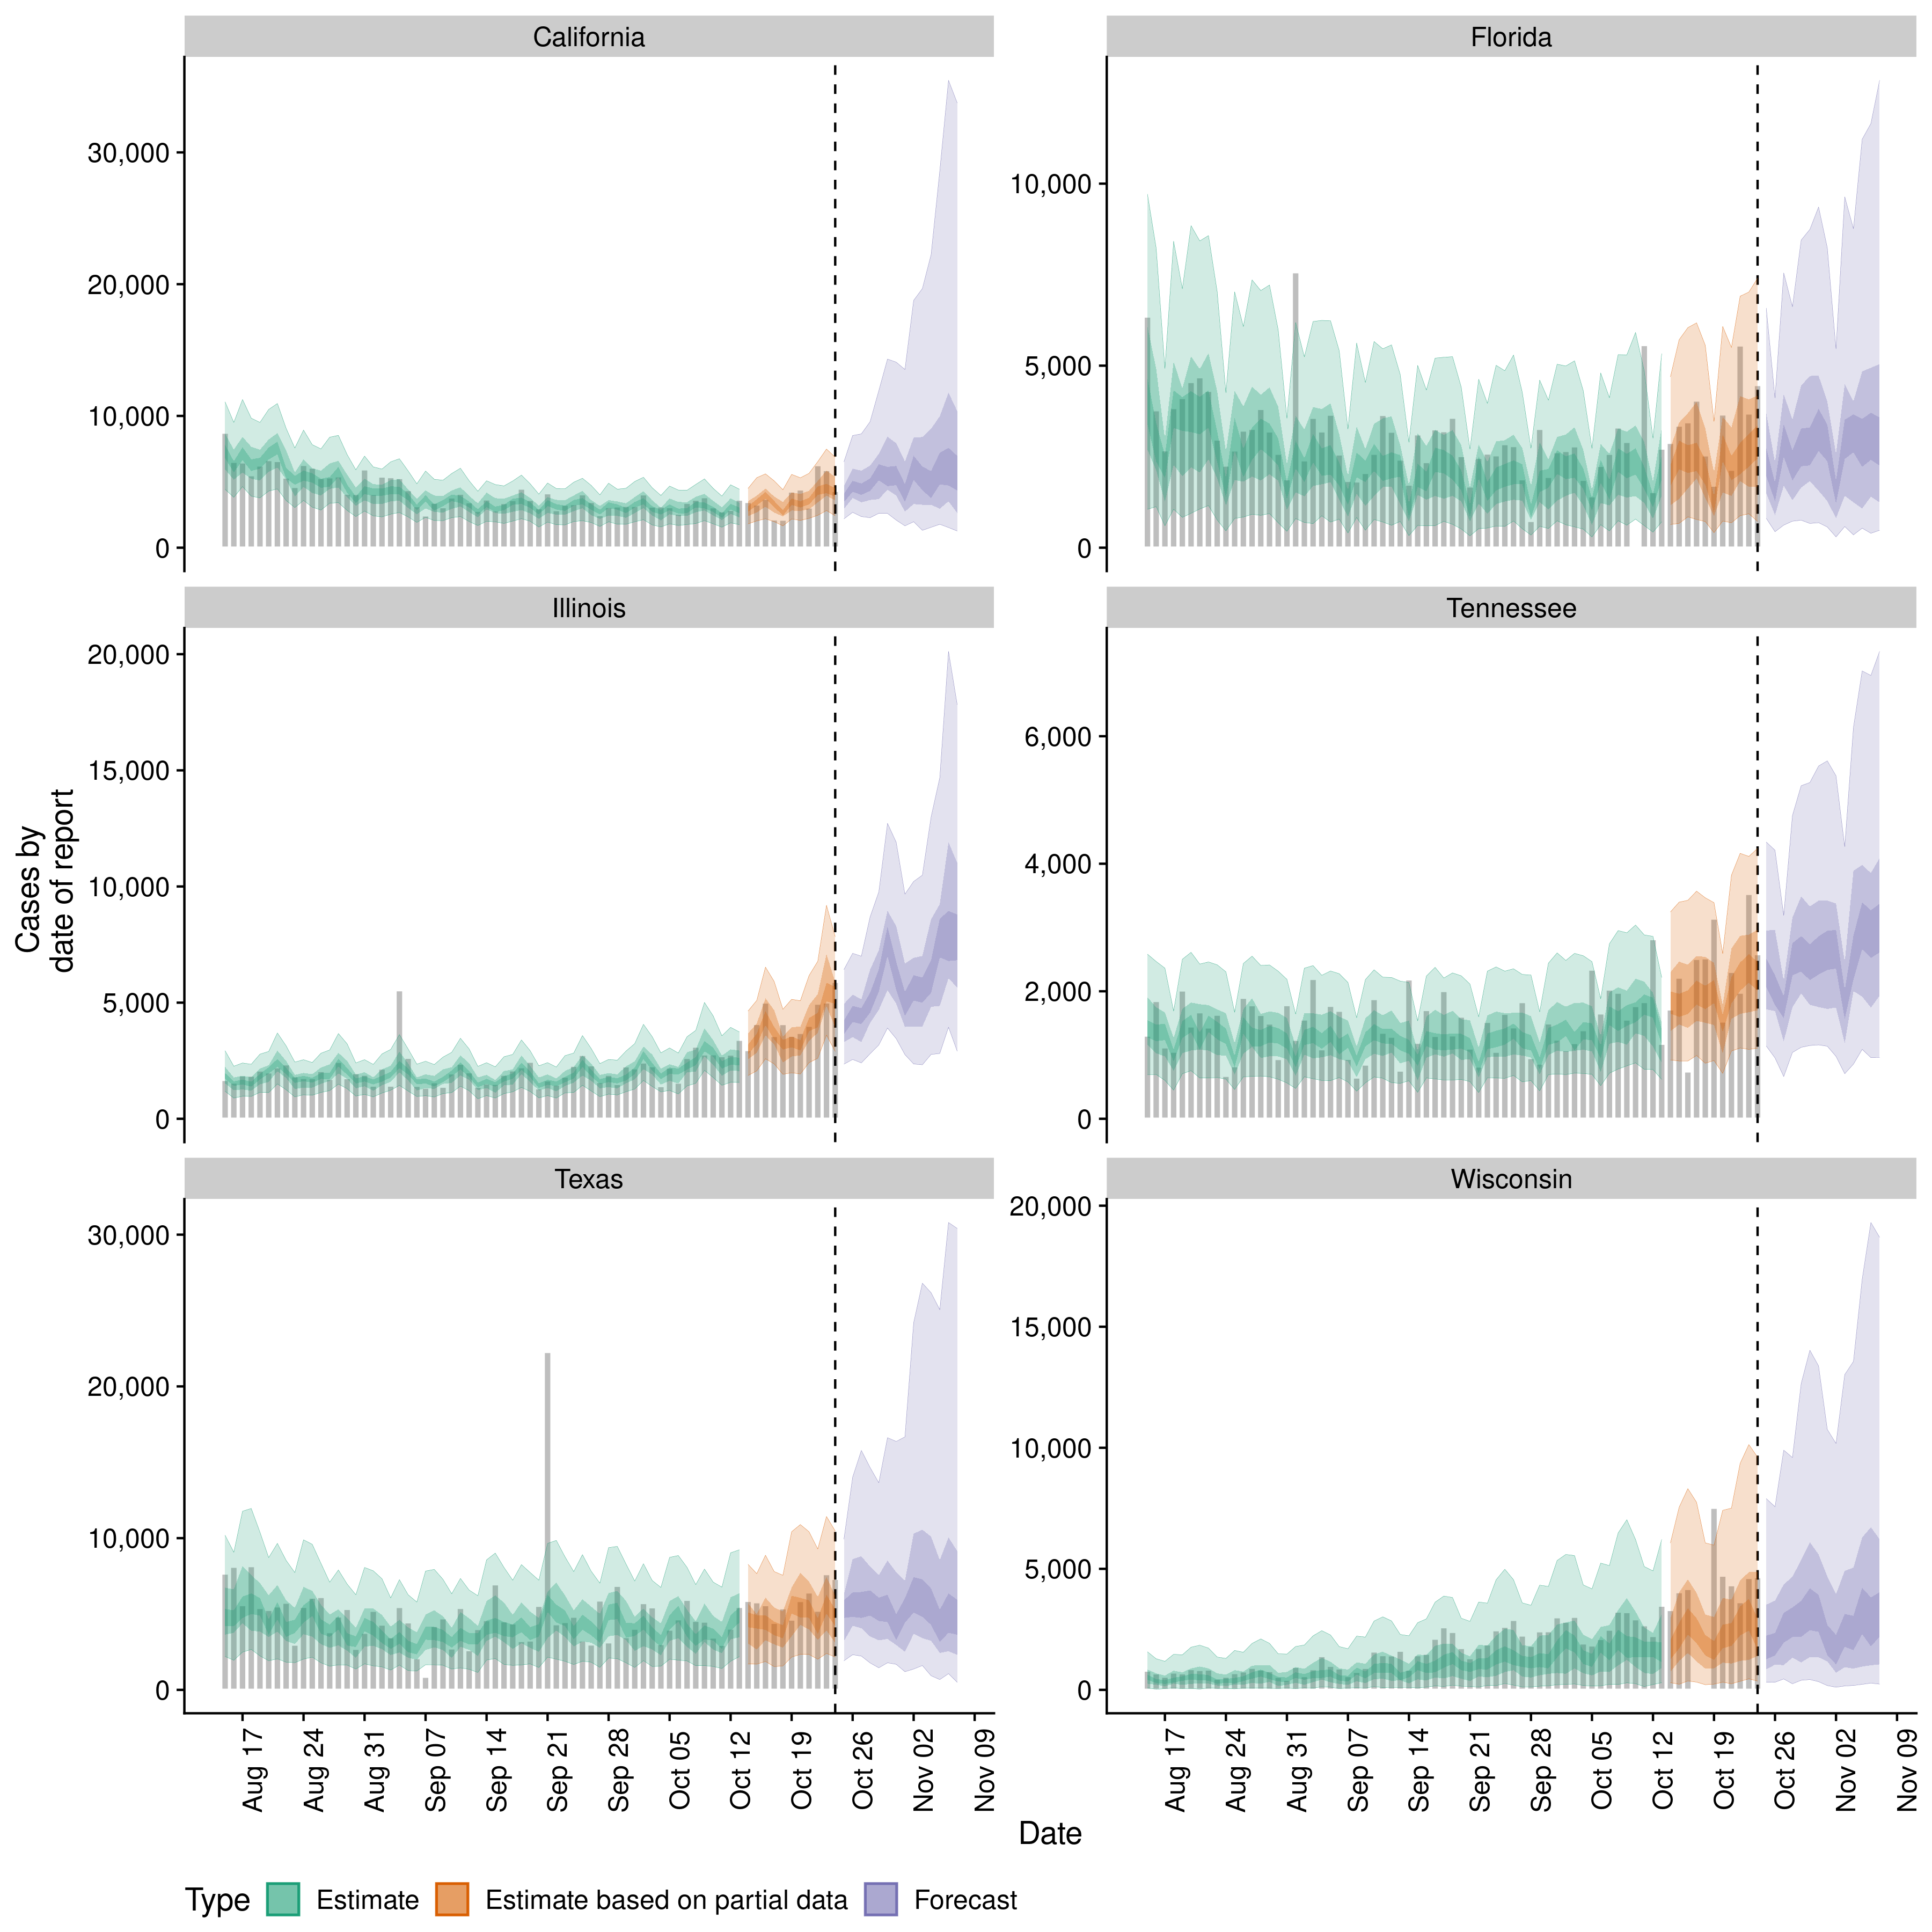 California
Florida
30,000
20,000
10,000
0
10,000
5,000
0
Illinois
Tennessee
20,000
15,000
10,000
5,000
0
6,000
4,000
2,000
0
Cases by
date of report
Texas
Wisconsin
30,000
20,000
10,000
0
20,000
15,000
10,000
5,000
0
Aug 17
Aug 24
Aug 31
Sep 07
Sep 14
Sep 21
Sep 28
Oct 05
Oct 12
Oct 19
Oct 26
Nov 02
Nov 09
Aug 17
Aug 24
Aug 31
Sep 07
Sep 14
Sep 21
Sep 28
Oct 05
Oct 12
Oct 19
Oct 26
Nov 02
Nov 09
Date
Type Estimate Estimate based on partial data Forecast